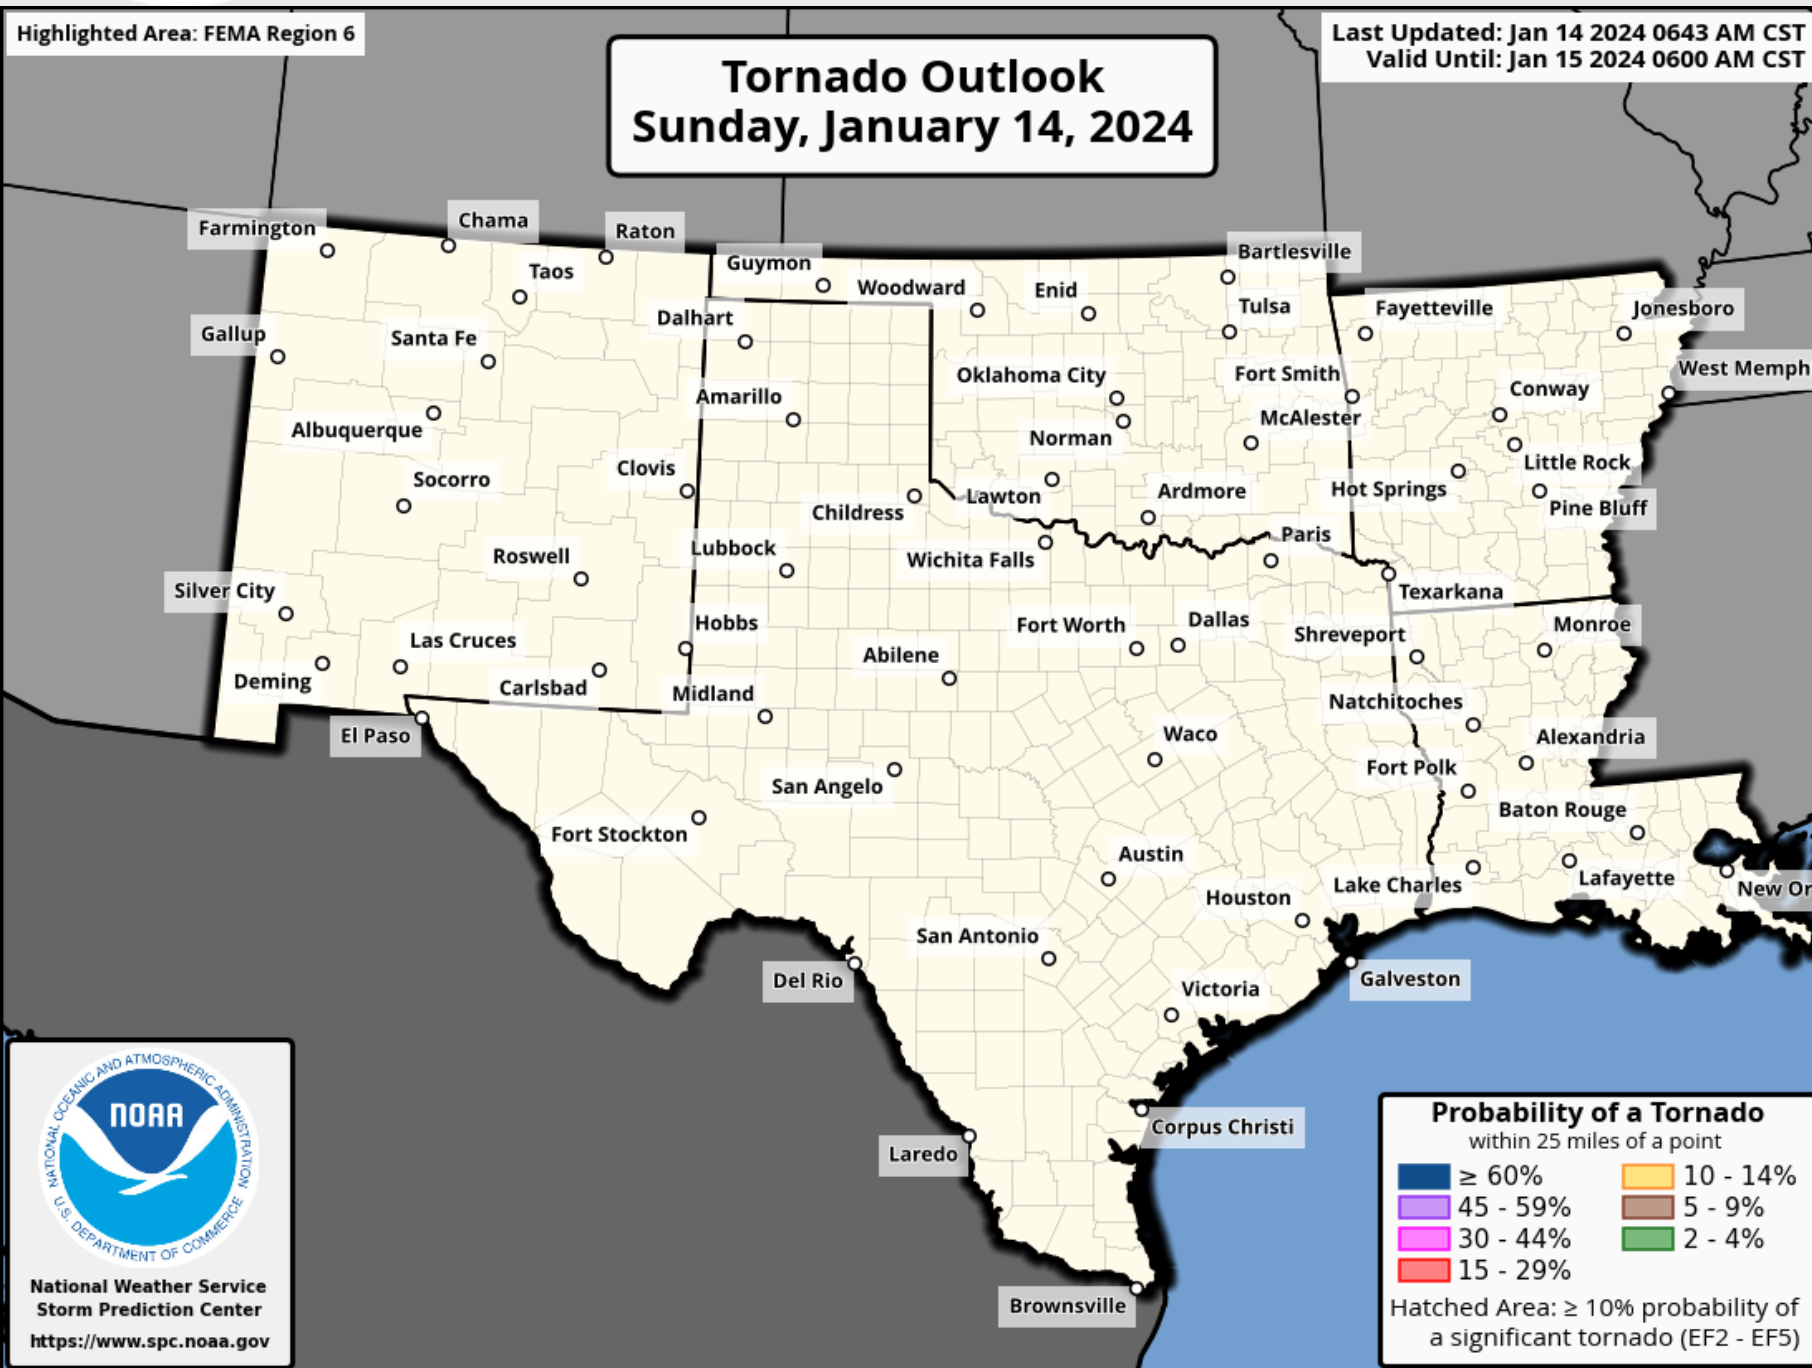 Highlighted Area: FEMA Region 6
Last Updated: Jan 14 2024 0643 AM CST
Valid Until: Jan 15 2024 0600 AM CST
Tornado Outlook
Sunday, January 14, 2024
Farmington
Chama
Raton
Taos
Guymon
Woodward
Enid
Bartlesville
Tulsa
Fayetteville
Jonesboro
Gallup
Santa Fe
Dalhart
Oklahoma City
Fort Smith
Conway
West Memph
Albuquerque
Amarillo
Norman
McAlester
Little Rock
Socorro
Clovis
Childress
Lawton
Ardmore
Hot Springs
Pine Bluff
Roswell
Lubbock
Wichita Falls
Paris
Texarkana
Silver City
Hobbs
Fort Worth
Dallas
Shreveport
Monroe
Las Cruces
Abilene
Deming
Carlsbad
Midland
Natchitoches
El Paso
Waco
Alexandria
San Angelo
Fort Polk
Fort Stockton
Baton Rouge
Austin
Houston
Lake Charles
Lafayette
New Or
San Antonio
Del Rio
Victoria
Galveston
Corpus Christi
Laredo
Brownsville
NATIONAL OCEANIC AND ATMOSPHERIC ADMINISTRATION
NOAA
U.S. DEPARTMENT OF COMMERCE
National Weather Service
Storm Prediction Center
https://www.spc.noaa.gov
Probability of a Tornado
within 25 miles of a point
≥ 60%
10 - 14%
45 - 59%
5 - 9%
30 - 44%
2 - 4%
15 - 29%
Hatched Area: ≥ 10% probability of
a significant tornado (EF2 - EF5)